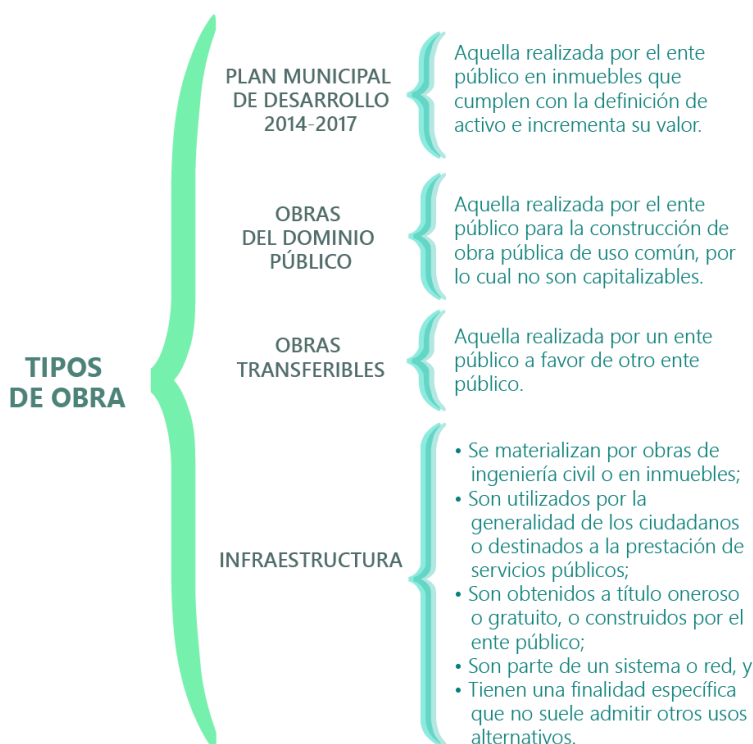 TIPOS
DE OBRA
PLAN MUNICIPAL
DE DESARROLLO
2014-2017
Aquella realizada por el ente
público en inmuebles que
cumplen con la definición de
activo e incrementa su valor.
OBRAS
DEL DOMINIO
PÚBLICO
Aquella realizada por el ente
público para la construcción de
obra pública de uso común, por
lo cual no son capitalizables.
OBRAS
TRANSFERIBLES
Aquella realizada por un ente
público a favor de otro ente
público.
INFRAESTRUCTURA
• Se materializan por obras de
ingeniería civil o en inmuebles;
• Son utilizados por la
generalidad de los ciudadanos
o destinados a la prestación de
servicios públicos;
• Son obtenidos a título oneroso
o gratuito, o construidos por el
ente público;
• Son parte de un sistema o red, y
• Tienen una finalidad específica
que no suele admitir otros usos
alternativos.